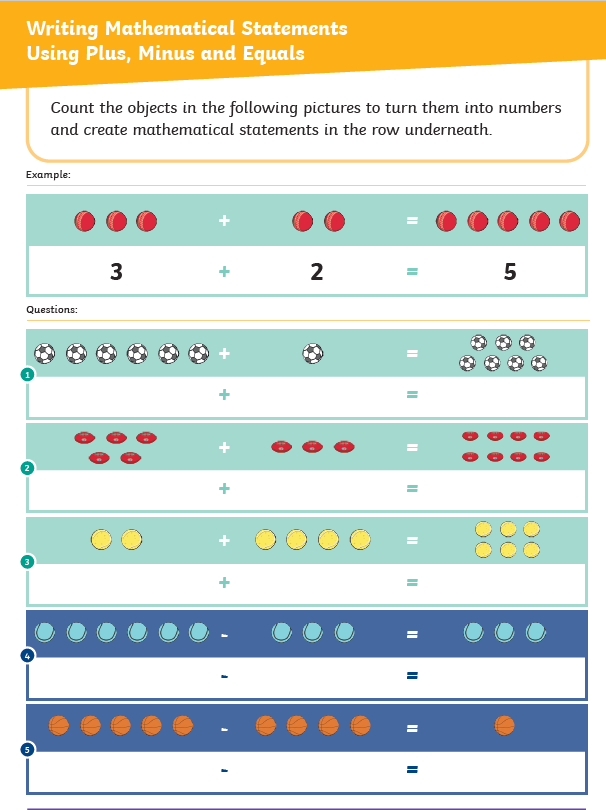 Writing Mathematical Statements
Using Plus, Minus and Equals
Count the objects in the following pictures to turn them into numbers
and create mathematical statements in the row underneath.
Example:
+ =
3 + 2 = 5
Questions:
+ =
1
+ =
+ =
2
+ =
+ =
3
+ =
- =
4
- =
- =
5
- =